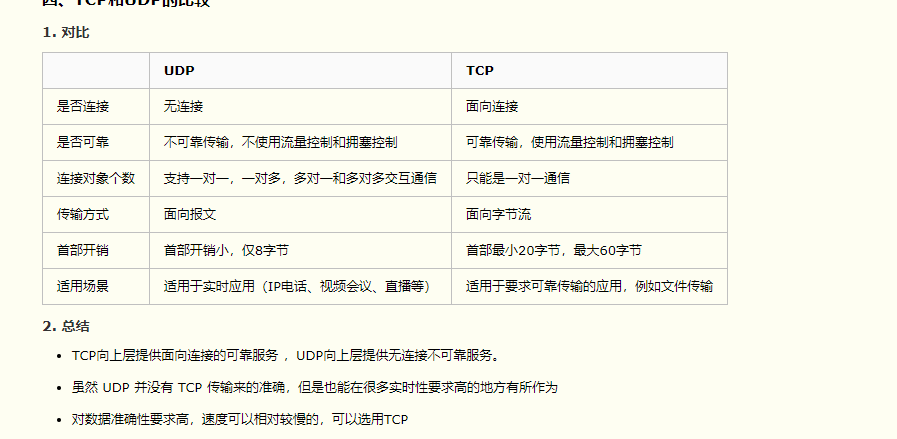 四、TCP和UDP的比较
1. 对比
UDP TCP
是否连接 无连接 面向连接
是否可靠 不可靠传输，不使用流量控制和拥塞控制 可靠传输，使用流量控制和拥塞控制
连接对象个数 支持一对一，一对多，多对一和多对多交互通信 只能是一对一通信
传输方式 面向报文 面向字节流
首部开销 首部开销小，仅8字节 首部最小20字节，最大60字节
适用场景 适用于实时应用（IP电话、视频会议、直播等） 适用于要求可靠传输的应用，例如文件传输
2. 总结
• TCP向上层提供面向连接的可靠服务 ，UDP向上层提供无连接不可靠服务。
• 虽然 UDP 并没有 TCP 传输来的准确，但是也能在很多实时性要求高的地方有所作为
• 对数据准确性要求高，速度可以相对较慢的，可以选用TCP